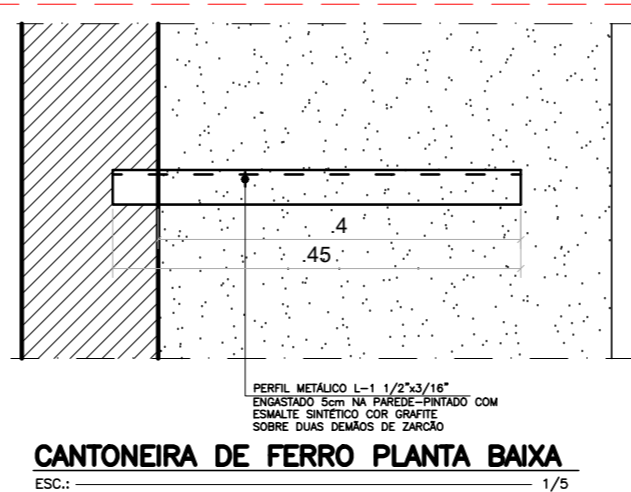 .4
.45
PERFIL METÁLICO L-1 1/2"x3/16"
ENGASTADO 5cm NA PAREDE-PINTADO COM
ESMALTE SINTÉTICO COR GRAFITE
SOBRE DUAS DEMÃOS DE ZARCÃO
CANTONEIRA DE FERRO PLANTA BAIXA
ESC.: 1/5